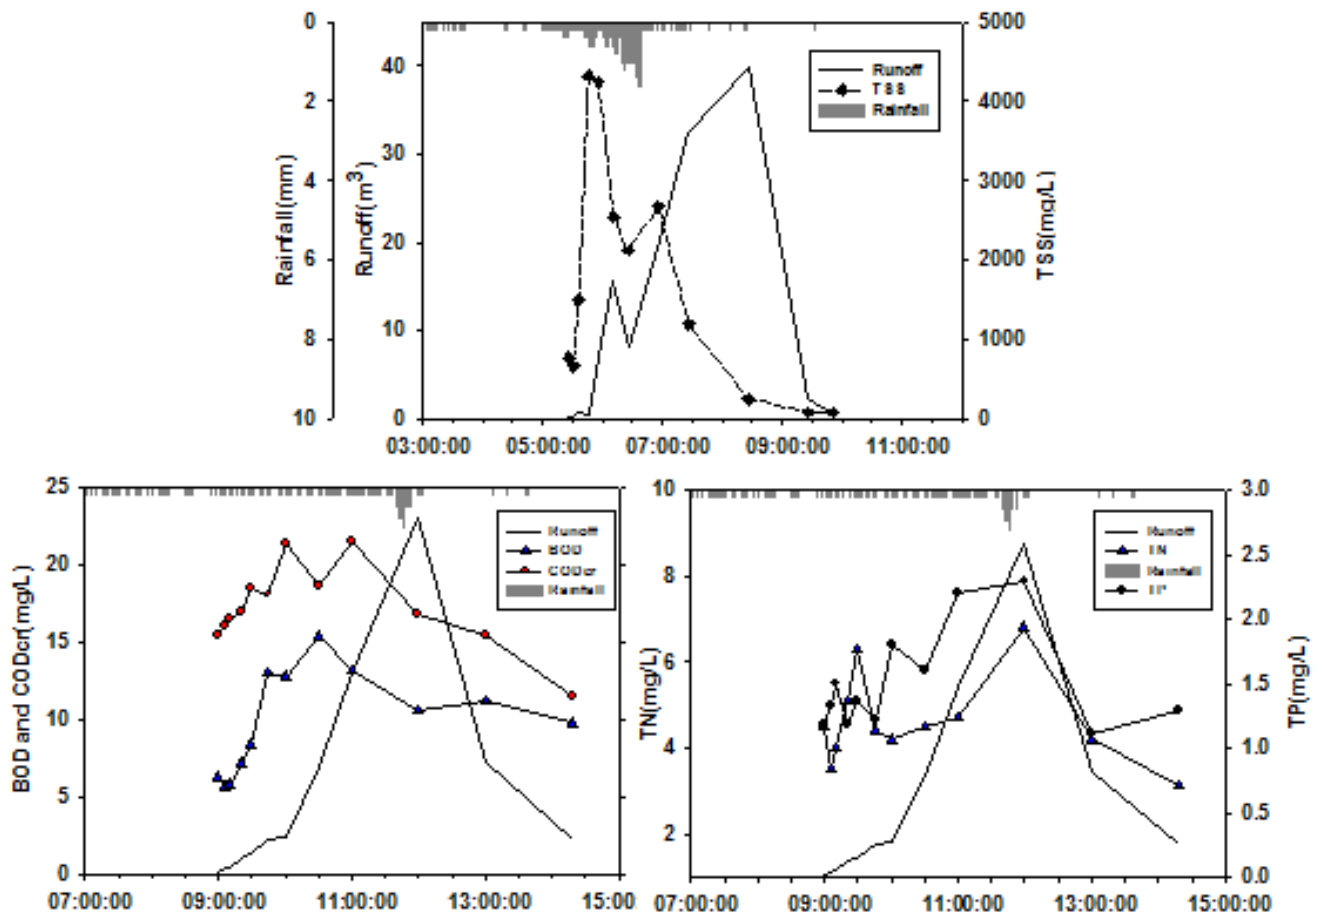 0
2
4
6
8
10
Rainfall(mm)
40
30
20
10
0
Runoff(m³)
5000
4000
3000
2000
1000
0
TSS(mg/L)
Runoff
TSS
Rainfall
03:00:00 05:00:00 07:00:00 09:00:00 11:00:00
25
20
15
10
5
0
BOD and CODcr(mg/L)
Runoff
BOD
CODcr
Rainfall
07:00:00 09:00:00 11:00:00 13:00:00 15:00
10
8
6
4
2
TN(mg/L)
3.0
2.5
2.0
1.5
1.0
0.5
0.0
TP(mg/L)
Runoff
TN
Rainfall
TP
07:00:00 09:00:00 11:00:00 13:00:00 15:00:00